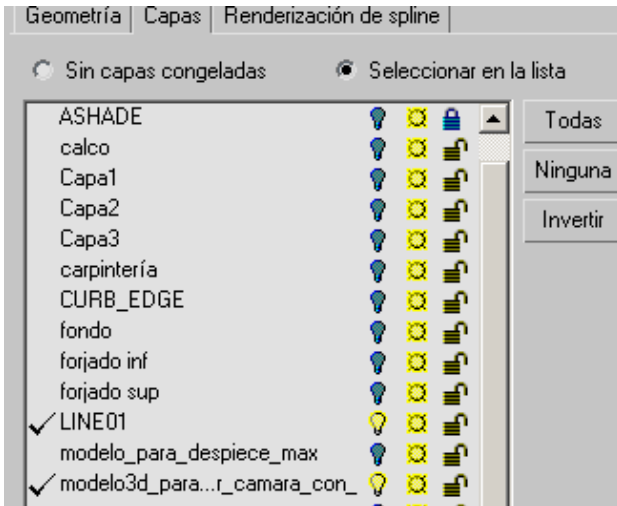 Geometría Capas Renderización de spline
Sin capas congeladas Seleccionar en la lista
ASHADE
calco
Capa1
Capa2
Capa3
carpintería
CURB_EDGE
fondo
forjado inf
forjado sup
LINE01
modelo_para_despiece_max
modelo3d_para...r_camara_con_
Todas
Ninguna
Invertir